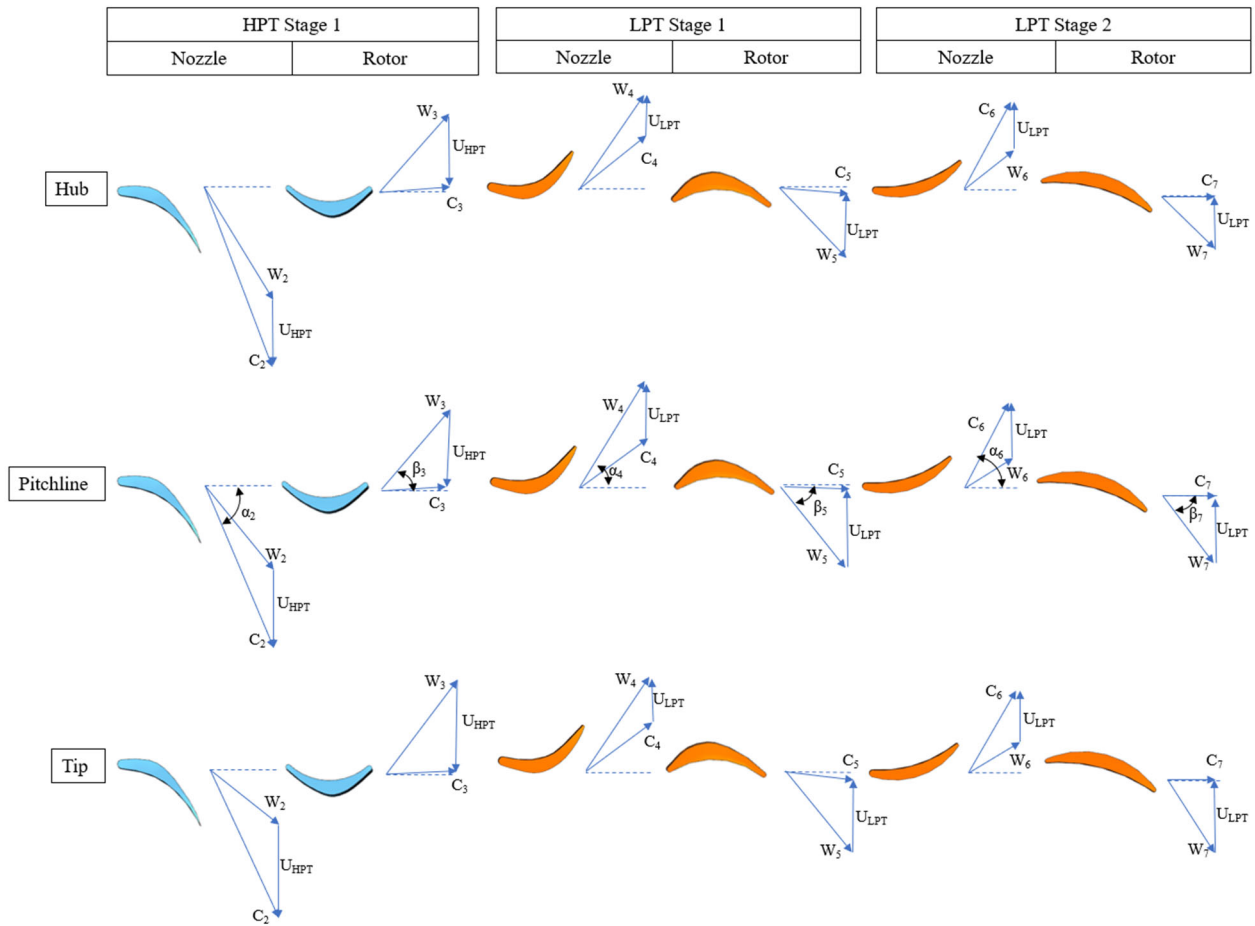 HPT Stage 1 LPT Stage 1 LPT Stage 2
Nozzle Rotor Nozzle Rotor Nozzle Rotor
Hub
W3
UHPT
C3
W2
UHPT
C2
W4
ULPT
C4
C5
ULPT
W5
C6
ULPT
W6
C7
ULPT
W7
Pitchline
α2
W2
UHPT
C2
W3
β3
UHPT
C3
W4
ULPT
α4
C4
C5
β5
ULPT
W5
C6
ULPT
α6
W6
C7
β7
ULPT
W7
Tip
W2
UHPT
C2
W3
UHPT
C3
W4
ULPT
C4
C5
ULPT
W5
C6
ULPT
W6
C7
ULPT
W7